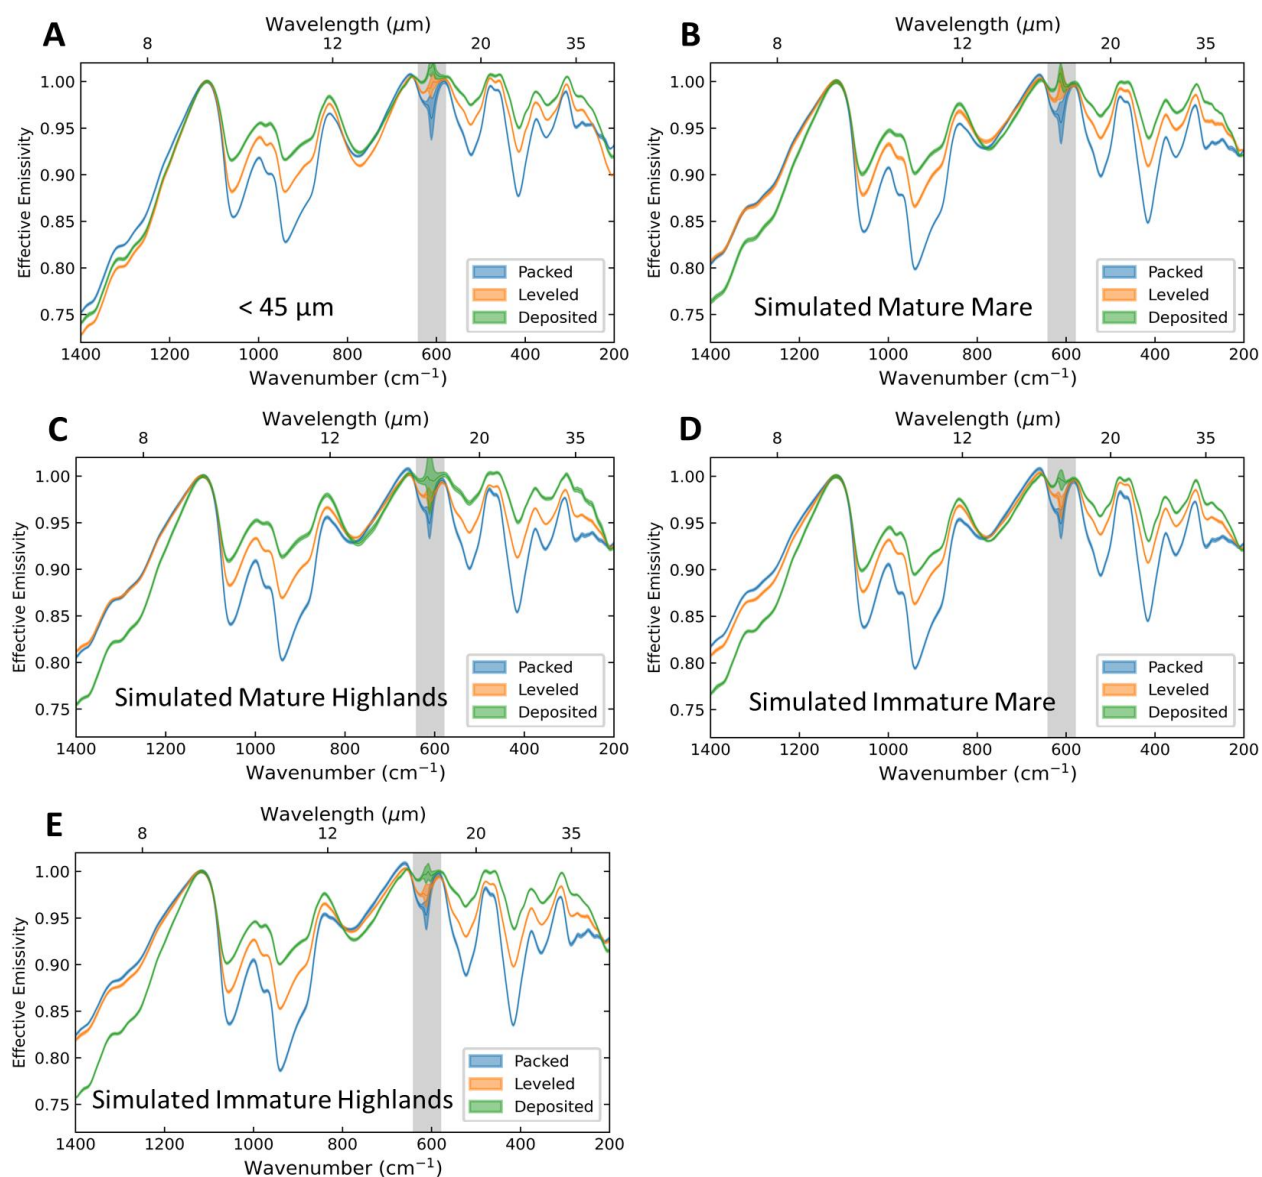 A
Wavelength (μm)
8 12 20 35
1.00
0.95
0.90
0.85
0.80
0.75
Effective Emissivity
< 45 μm
Packed
Leveled
Deposited
1400 1200 1000 800 600 400 200
Wavenumber (cm⁻¹)
B
Wavelength (μm)
8 12 20 35
1.00
0.95
0.90
0.85
0.80
0.75
Effective Emissivity
Simulated Mature Mare
Packed
Leveled
Deposited
1400 1200 1000 800 600 400 200
Wavenumber (cm⁻¹)
C
Wavelength (μm)
8 12 20 35
1.00
0.95
0.90
0.85
0.80
0.75
Effective Emissivity
Simulated Mature Highlands
Packed
Leveled
Deposited
1400 1200 1000 800 600 400 200
Wavenumber (cm⁻¹)
D
Wavelength (μm)
8 12 20 35
1.00
0.95
0.90
0.85
0.80
0.75
Effective Emissivity
Simulated Immature Mare
Packed
Leveled
Deposited
1400 1200 1000 800 600 400 200
Wavenumber (cm⁻¹)
E
Wavelength (μm)
8 12 20 35
1.00
0.95
0.90
0.85
0.80
0.75
Effective Emissivity
Simulated Immature Highlands
Packed
Leveled
Deposited
1400 1200 1000 800 600 400 200
Wavenumber (cm⁻¹)